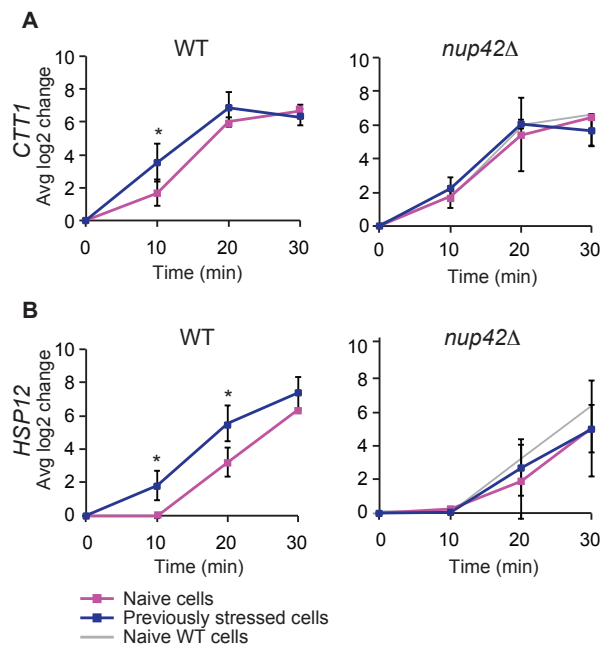 A
WT
nup42Δ
CTT1
Avg log2 change
10
8
6
4
2
0
*
0 10 20 30
Time (min)
10
8
6
4
2
0
0 10 20 30
Time (min)
B
WT
nup42Δ
HSP12
Avg log2 change
10
8
6
4
2
0
*
*
0 10 20 30
Time (min)
10
8
6
4
2
0
0 10 20 30
Time (min)
Naive cells
Previously stressed cells
Naive WT cells